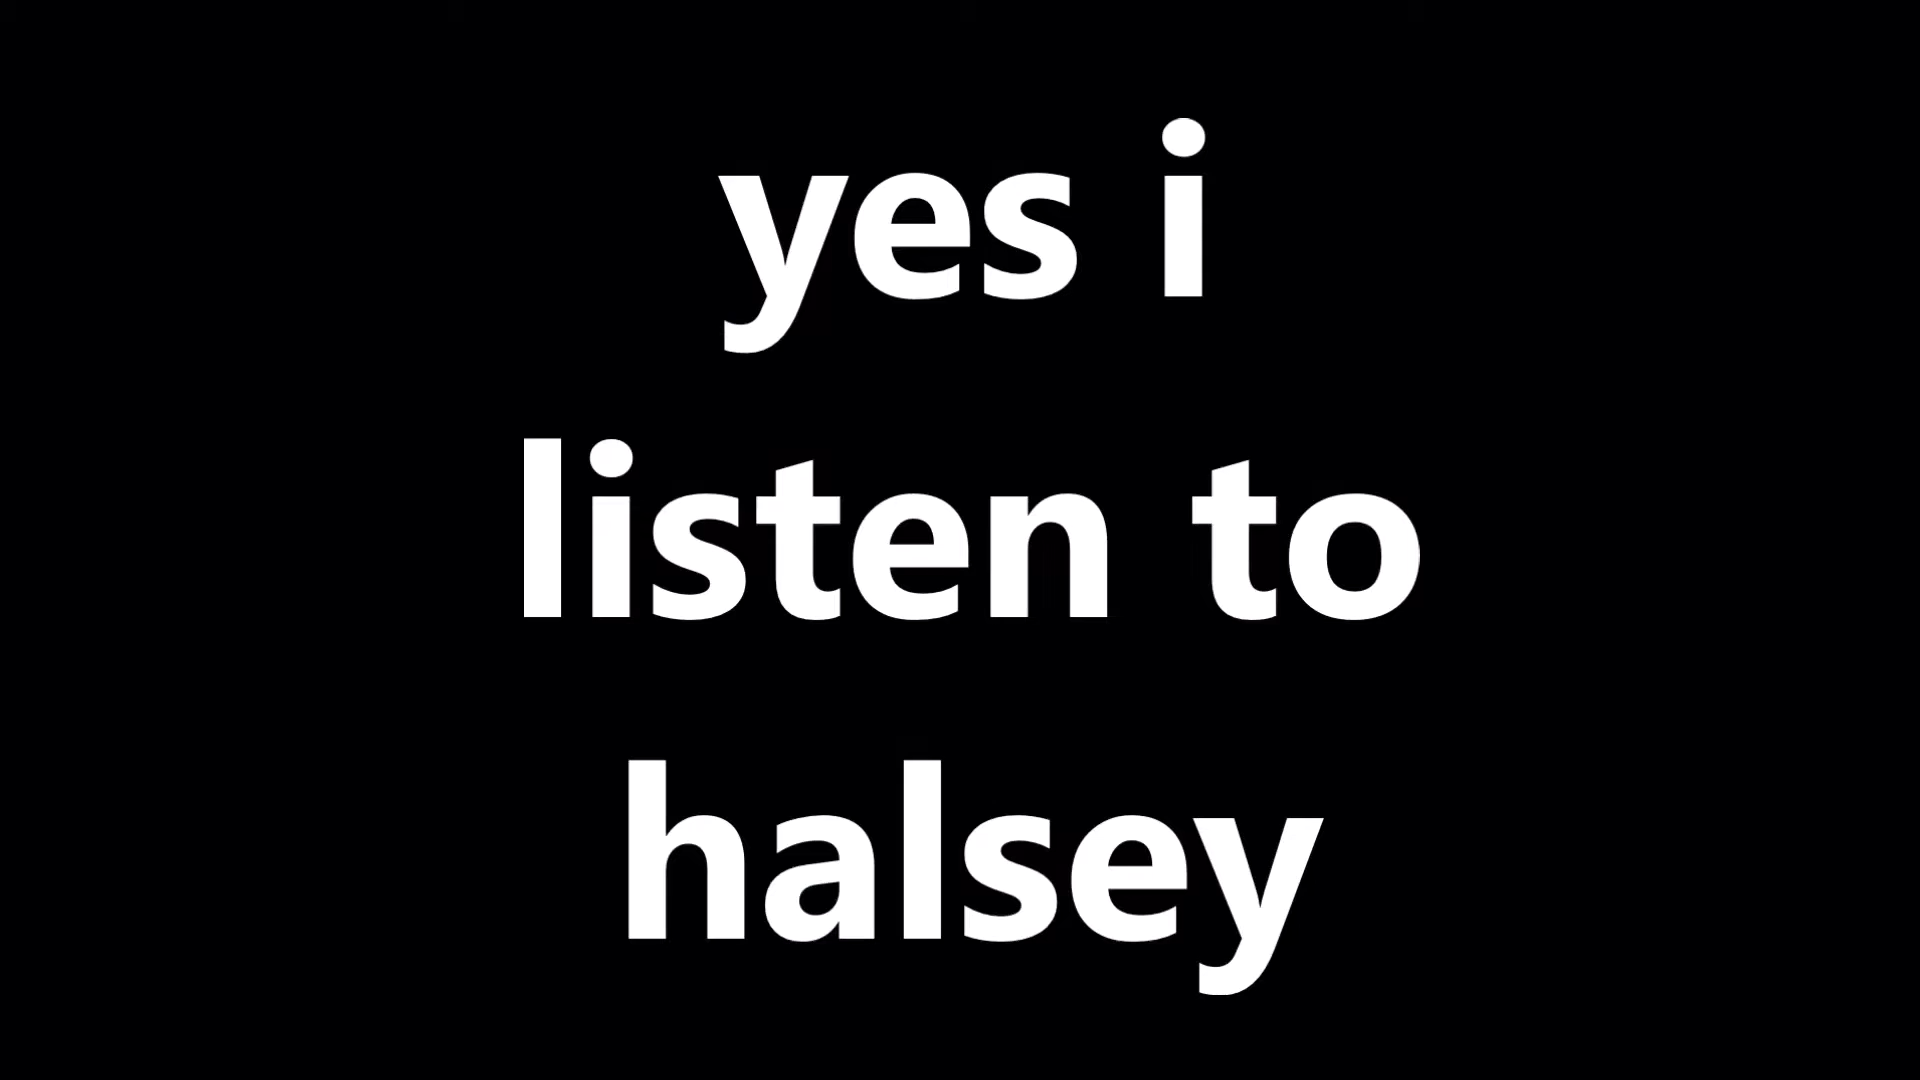 yes i
listen to
halsey